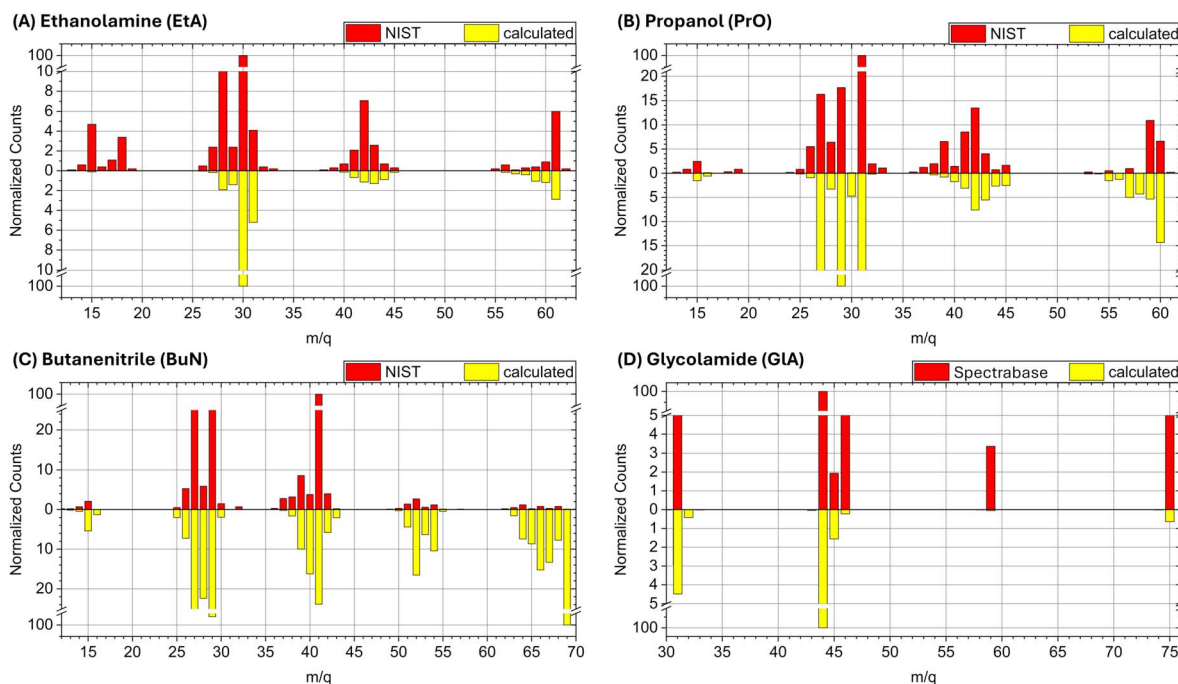 (A) Ethanolamine (EtA)
NIST calculated
Normalized Counts
100
10
8
6
4
2
0
2
4
6
8
10
100
15 20 25 30 35 40 45 50 55 60
m/q
(B) Propanol (PrO)
NIST calculated
Normalized Counts
100
20
15
10
5
0
5
10
15
20
100
15 20 25 30 35 40 45 50 55 60
m/q
(C) Butanenitrile (BuN)
NIST calculated
Normalized Counts
100
20
10
0
10
20
100
15 20 25 30 35 40 45 50 55 60 65 70
m/q
(D) Glycolamide (GlA)
Spectrabase calculated
Normalized Counts
100
5
4
3
2
1
0
1
2
3
4
5
100
30 35 40 45 50 55 60 65 70 75
m/q